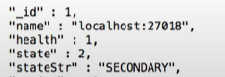 "_id" : 1,
"name" : "localhost:27018",
"health" : 1,
"state" : 2,
"stateStr" : "SECONDARY",